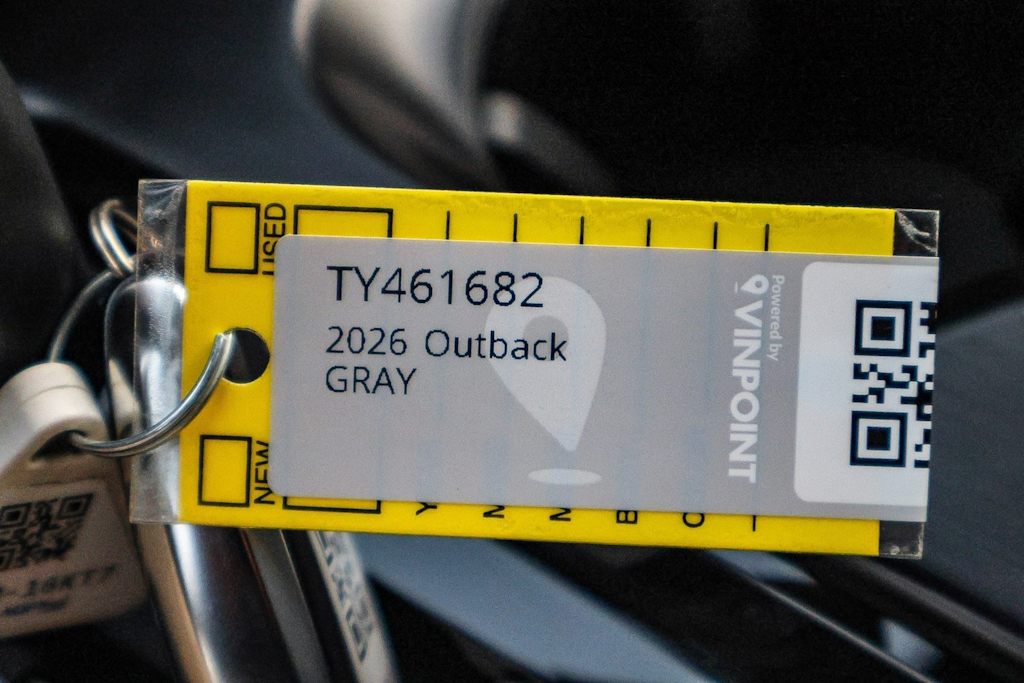 USED
NEW
TY461682
2026 Outback
GRAY
Powered by
VINPOINT
Y
B